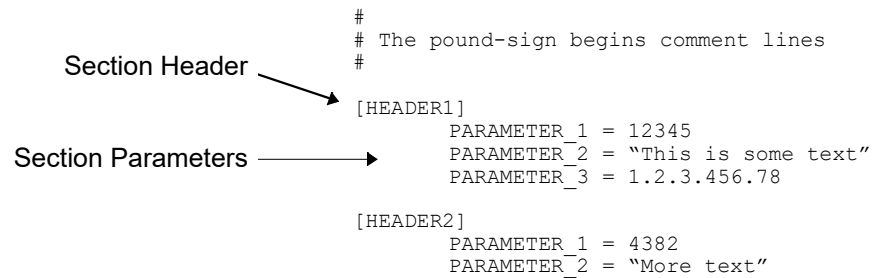 #
# The pound-sign begins comment lines
#
Section Header
[HEADER1]
PARAMETER_1 = 12345
Section Parameters
PARAMETER_2 = “This is some text”
PARAMETER_3 = 1.2.3.456.78
[HEADER2]
PARAMETER_1 = 4382
PARAMETER_2 = “More text”